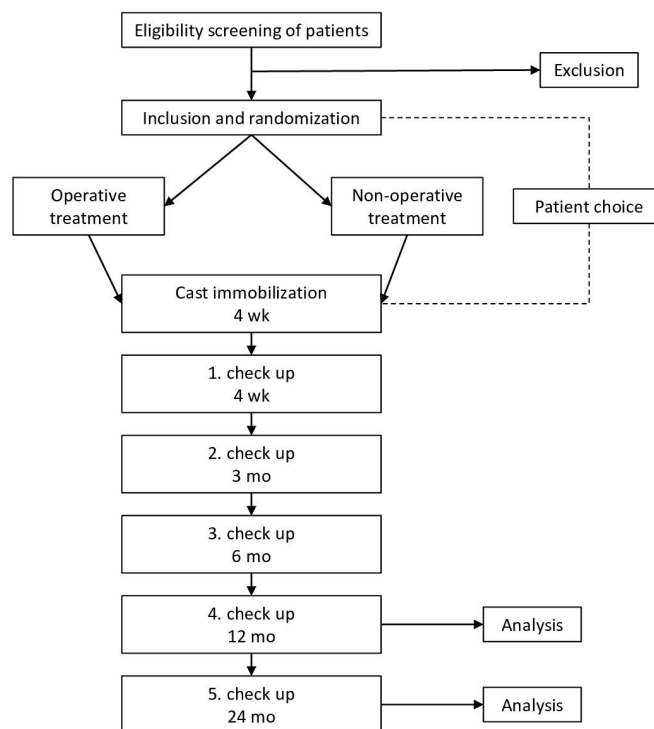 Eligibility screening of patients
Exclusion
Inclusion and randomization
Operative
treatment
Non-operative
treatment
Patient choice
Cast immobilization
4 wk
1. check up
4 wk
2. check up
3 mo
3. check up
6 mo
4. check up
12 mo
Analysis
5. check up
24 mo
Analysis